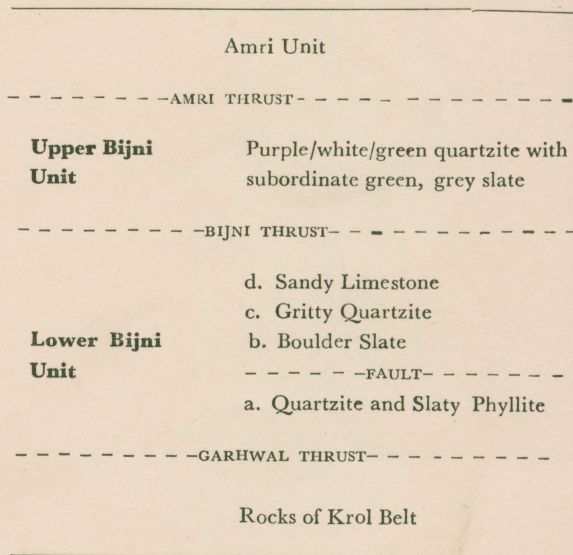 Amri Unit
AMRI THRUST
Upper Bijni Unit
Purple/white/green quartzite with
subordinate green, grey slate
BIJNI THRUST
d. Sandy Limestone
c. Gritty Quartzite
Lower Bijni Unit
b. Boulder Slate
FAULT
a. Quartzite and Slaty Phyllite
GARHWAL THRUST
Rocks of Krol Belt